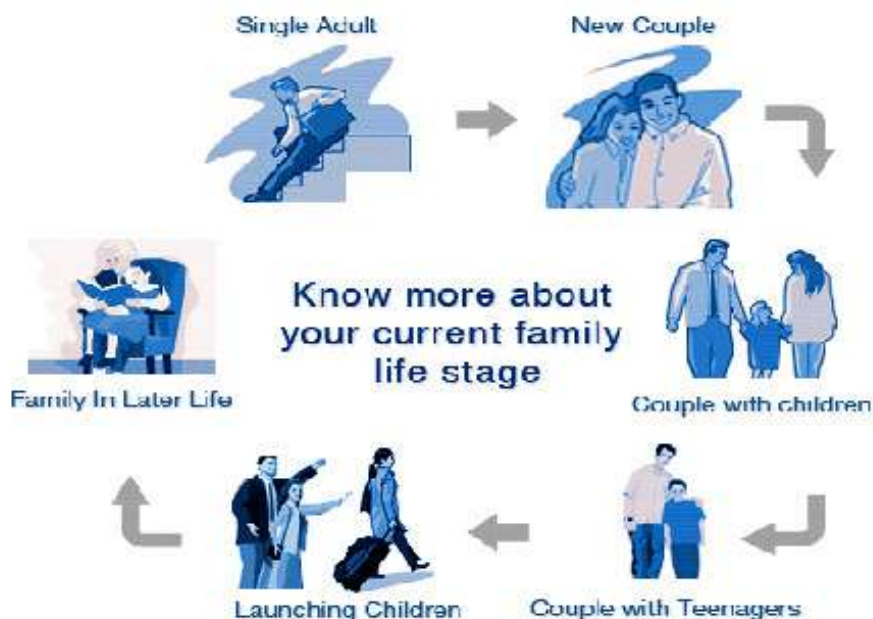 Single Adult
New Couple
Know more about
your current family
life stage
Family In Later Life
Couple with children
Launching Children
Couple with Teenagers